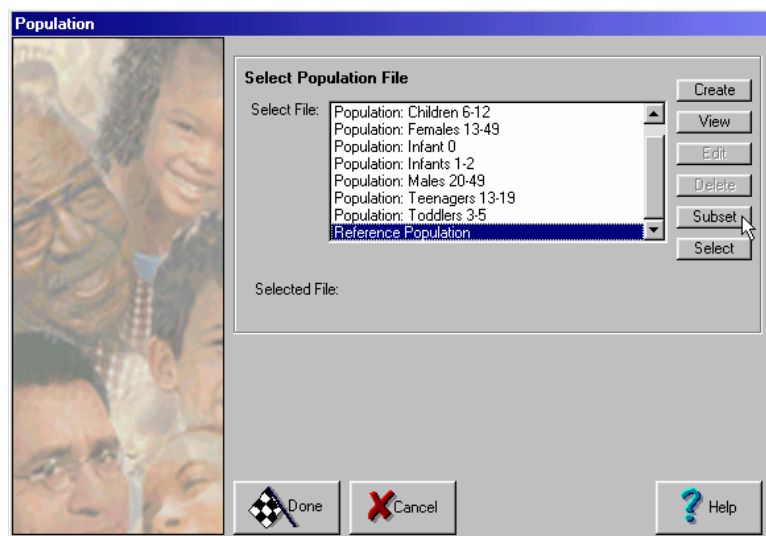 Population
Select Population File
Select File:
Population: Children 6-12
Population: Females 13-49
Population: Infant 0
Population: Infants 1-2
Population: Males 20-49
Population: Teenagers 13-19
Population: Toddlers 3-5
Reference Population
Create
View
Edit
Delete
Subset
Select
Selected File:
Done
Cancel
Help